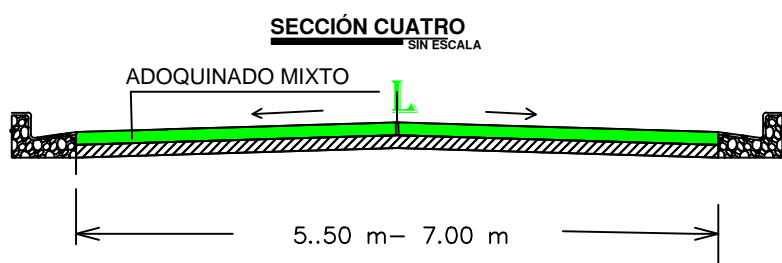 SECCIÓN CUATRO
SIN ESCALA
ADOQUINADO MIXTO
L
5..50 m- 7.00 m